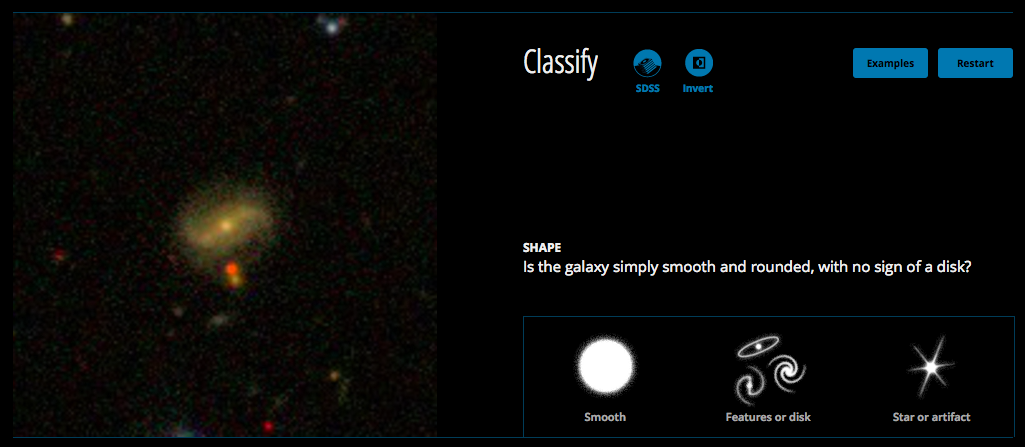 Classify
SDSS
Invert
Examples
Restart
SHAPE
Is the galaxy simply smooth and rounded, with no sign of a disk?
Smooth
Features or disk
Star or artifact